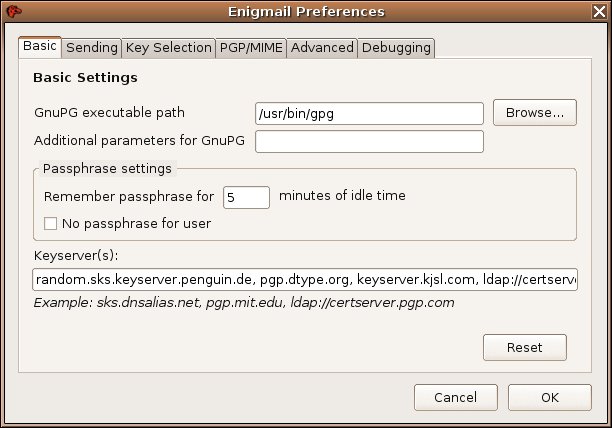 Enigmail Preferences
Basic Sending Key Selection PGP/MIME Advanced Debugging
Basic Settings
GnuPG executable path /usr/bin/gpg Browse...
Additional parameters for GnuPG
Passphrase settings
Remember passphrase for 5 minutes of idle time
No passphrase for user
Keyserver(s):
random.sks.keyserver.penguin.de, pgp.dtype.org, keyserver.kjsl.com, ldap://certserve
Example: sks.dnsalias.net, pgp.mit.edu, ldap://certserver.pgp.com
Reset
Cancel OK